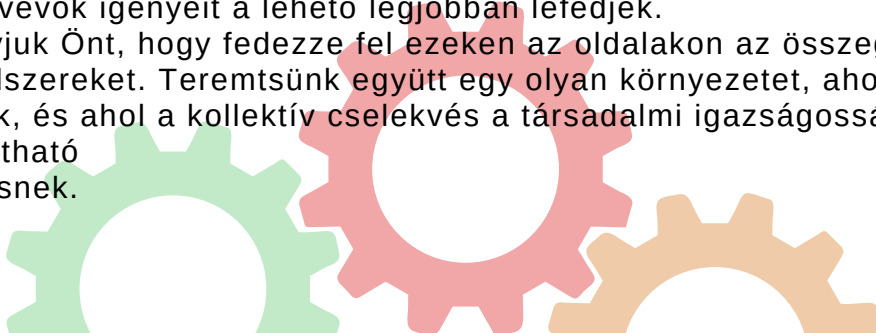 vevők igényeit a lehető legjobban lefedjék.
juk Önt, hogy fedezze fel ezeken az oldalakon az összeg
lszereket. Teremtsünk együtt egy olyan környezetet, aho
k, és ahol a kollektív cselekvés a társadalmi igazságossá
tható
snek.